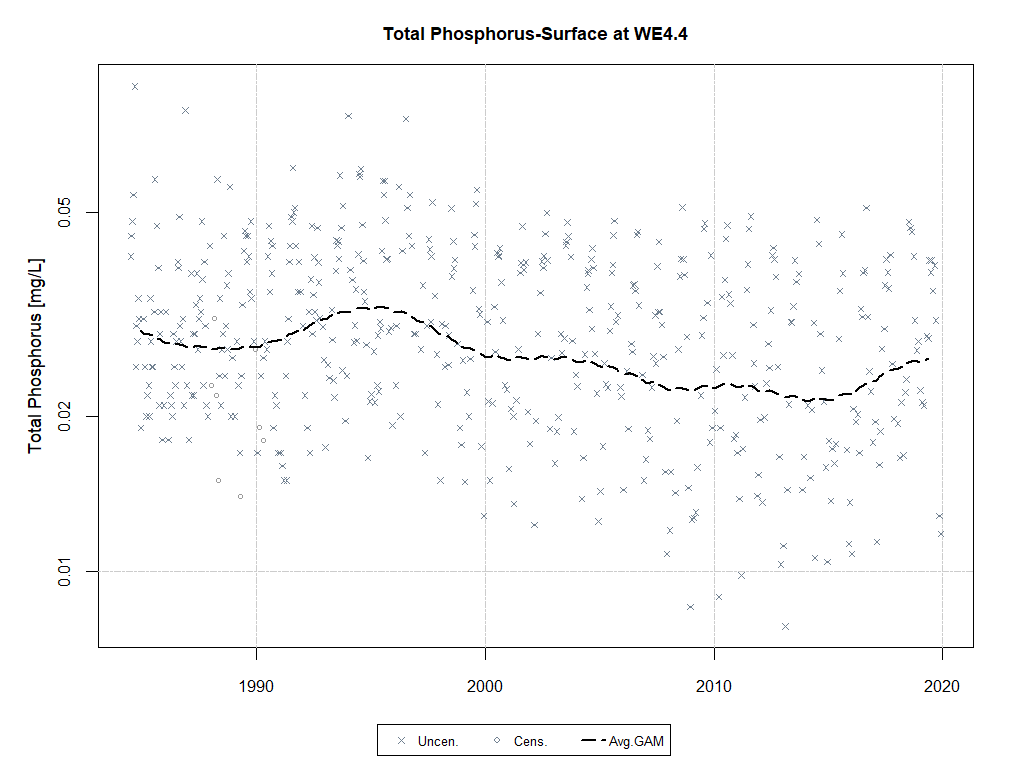 Total Phosphorus-Surface at WE4.4
Total Phosphorus [mg/L]
0.05
0.02
0.01
1990 2000 2010 2020
Uncen. Cens. Avg.GAM